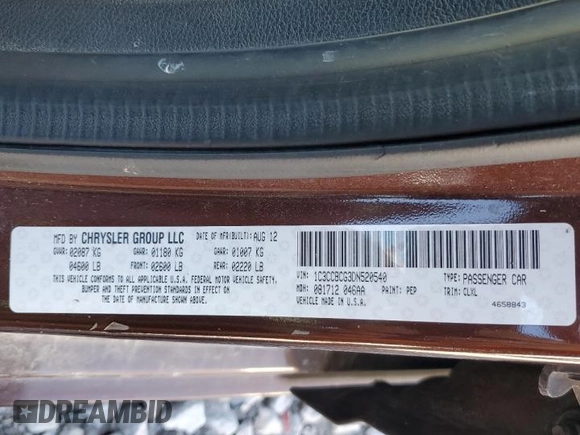 MFD BY CHRYSLER GROUP LLC DATE OF MFR(BUILT): AUG 12
GVWR: 02087 KG GAWR: 01180 KG GAWR: 01007 KG
04600 LB FRONT: 02600 LB REAR: 02220 LB
THIS VEHICLE CONFORMS TO ALL APPLICABLE U.S.A. FEDERAL MOTOR VEHICLE SAFETY,
BUMPER AND THEFT PREVENTION STANDARDS IN EFFECT ON
THE DATE OF MANUFACTURE SHOWN ABOVE.
VIN: 1C3CCBCG3DN520540 TYPE: PASSENGER CAR
MDH: 081712 046AA PAINT: PEP TRIM: CLXL
VEHICLE MADE IN U.S.A. 4658843
DREAMBID